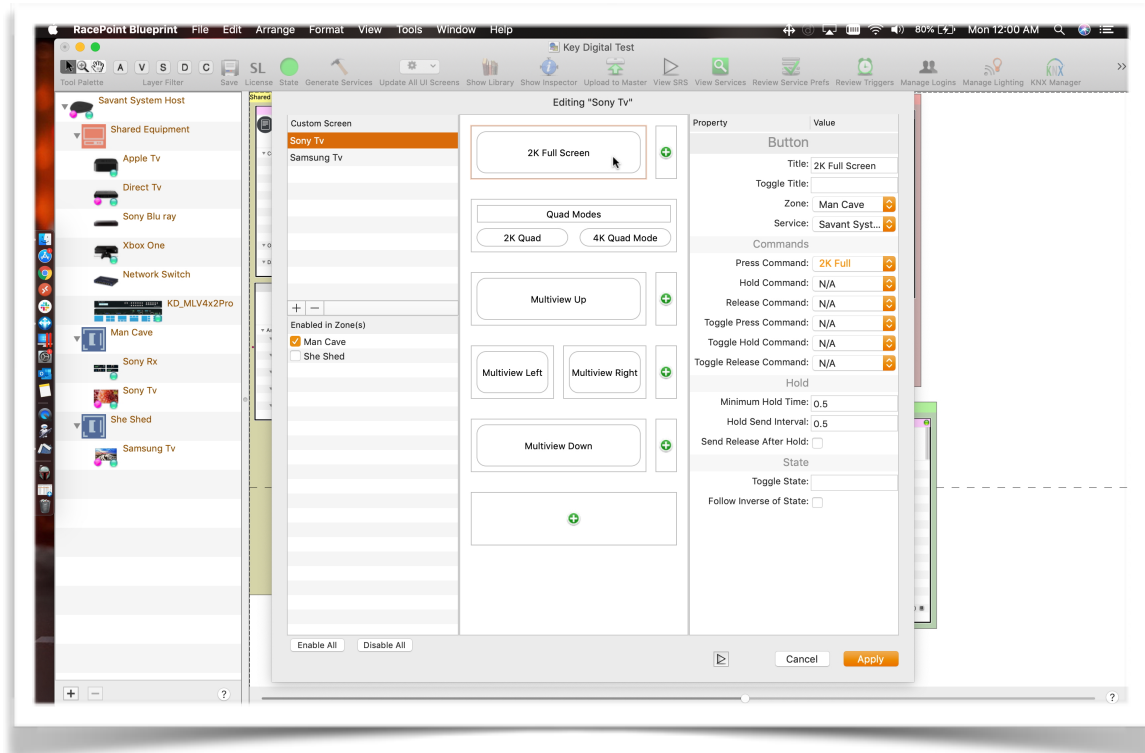 RacePoint Blueprint File Edit Arrange Format View Tools Window Help 80% Mon 12:00 AM
Key Digital Test
A V S D C SL
Tool Palette Layer Filter Save License State Generate Services Update All UI Screens Show Library Show Inspector Upload to Master View SRS View Services Review Service Prefs Review Triggers Manage Logins Manage Lighting KNX Manager
KNX
Savant System Host
Shared Equipment
Apple Tv
Direct Tv
Sony Blu ray
Xbox One
Network Switch
KD_MLV4x2Pro
Man Cave
Sony Rx
Sony Tv
She Shed
Samsung Tv
Shared
Editing "Sony Tv"
Custom Screen
Sony Tv
Samsung Tv
Enabled in Zone(s)
Man Cave
She Shed
Enable All Disable All
2K Full Screen
Quad Modes
2K Quad 4K Quad Mode
Multiview Up
Multiview Left Multiview Right
Multiview Down
Property Value
Button
Title: 2K Full Screen
Toggle Title:
Zone: Man Cave
Service: Savant Syst...
Commands
Press Command: 2K Full
Hold Command: N/A
Release Command: N/A
Toggle Press Command: N/A
Toggle Hold Command: N/A
Toggle Release Command: N/A
Hold
Minimum Hold Time: 0.5
Hold Send Interval: 0.5
Send Release After Hold:
State
Toggle State:
Follow Inverse of State:
Cancel Apply
+ − ?
?